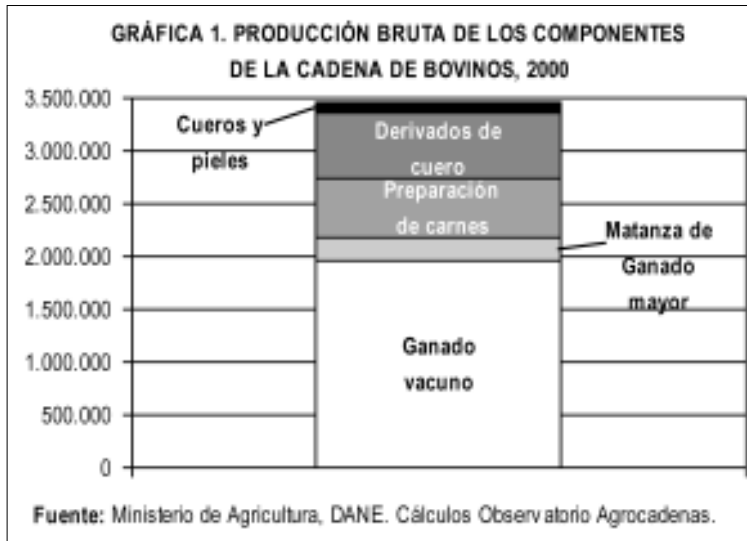 GRÁFICA 1. PRODUCCIÓN BRUTA DE LOS COMPONENTES
DE LA CADENA DE BOVINOS, 2000
3.500.000
3.000.000
2.500.000
2.000.000
1.500.000
1.000.000
500.000
0
Cueros y
pieles
Derivados de
cuero
Preparación
de carnes
Matanza de
Ganado
mayor
Ganado
vacuno
Fuente: Ministerio de Agricultura, DANE. Cálculos Observatorio Agrocadenas.